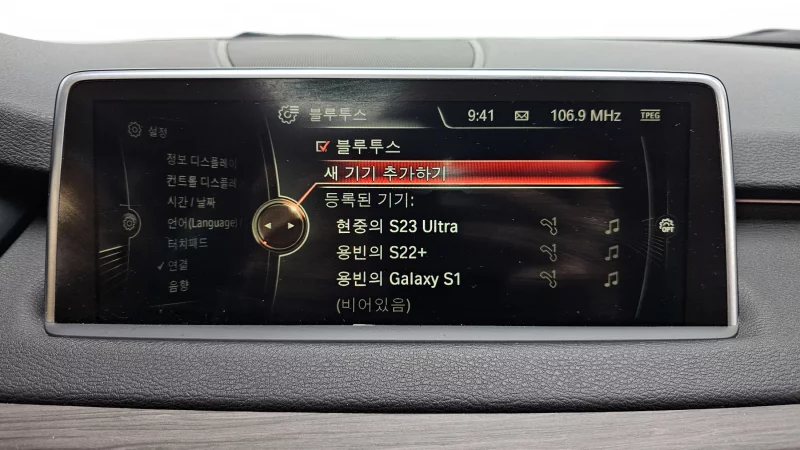 블루투스 9:41 106.9 MHz TPEG
설정
정보 디스플레이
컨트롤 디스플레
시간 / 날짜
언어(Language)
터치패드
✓ 연결
음향
블루투스
새 기기 추가하기
등록된 기기:
현중의 S23 Ultra
용빈의 S22+
용빈의 Galaxy S1
(비어있음)
OPT